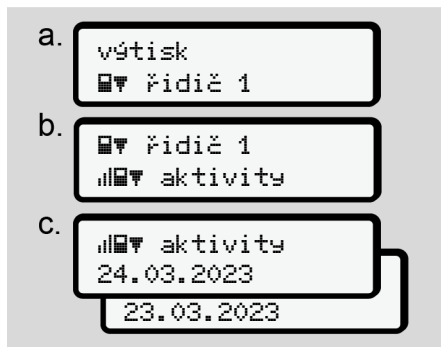 a.
výtisk
řidič 1
b.
řidič 1
aktivity
c.
aktivity
24.03.2023
23.03.2023